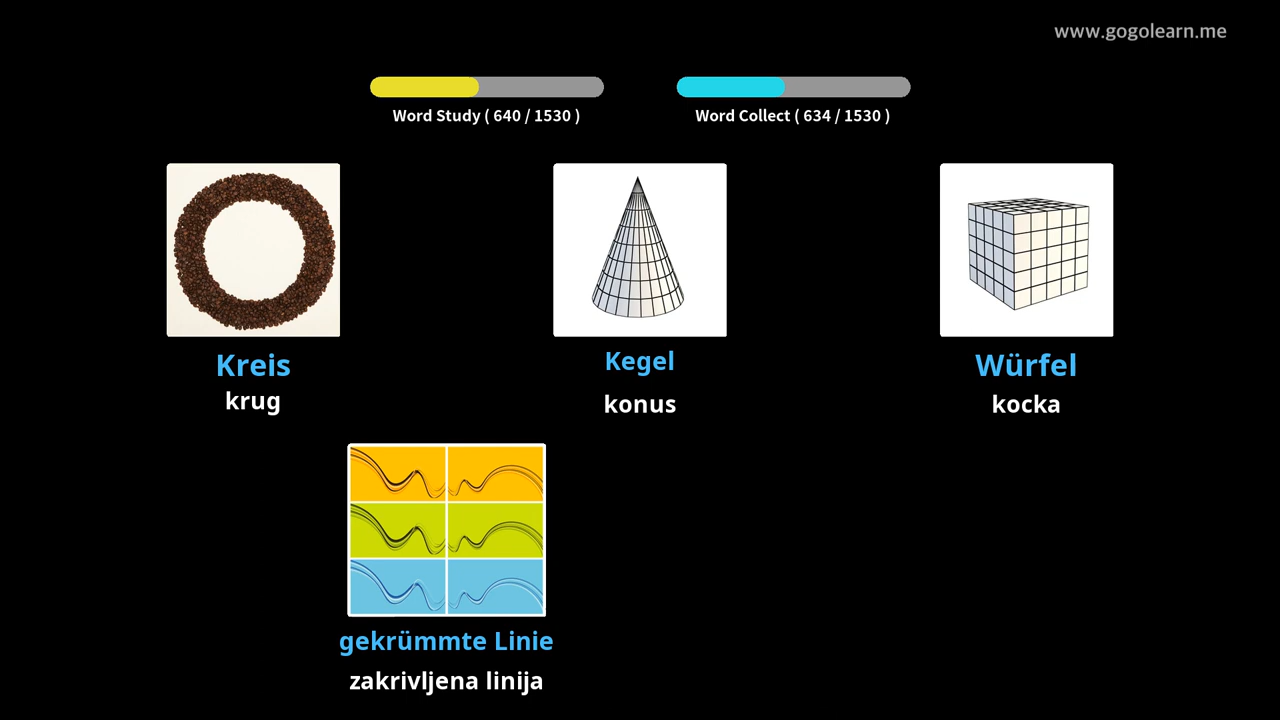 www.gogolearn.me
Word Study ( 640 / 1530 )
Word Collect ( 634 / 1530 )
Kreis
krug
Kegel
konus
Würfel
kocka
gekrümmte Linie
zakrivljena linija